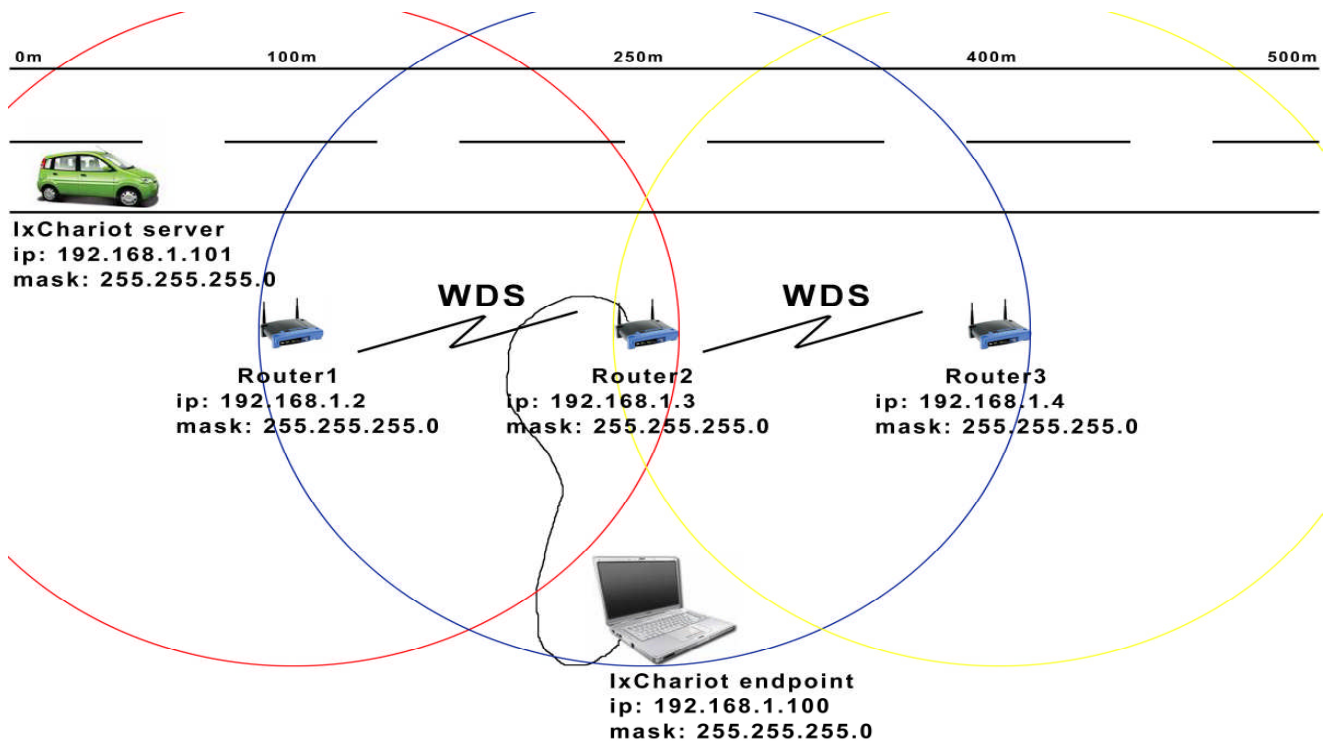 0m 100m 250m 400m 500m
IxChariot server
ip: 192.168.1.101
mask: 255.255.255.0
WDS WDS
Router1
ip: 192.168.1.2
mask: 255.255.255.0
Router2
ip: 192.168.1.3
mask: 255.255.255.0
Router3
ip: 192.168.1.4
mask: 255.255.255.0
IxChariot endpoint
ip: 192.168.1.100
mask: 255.255.255.0